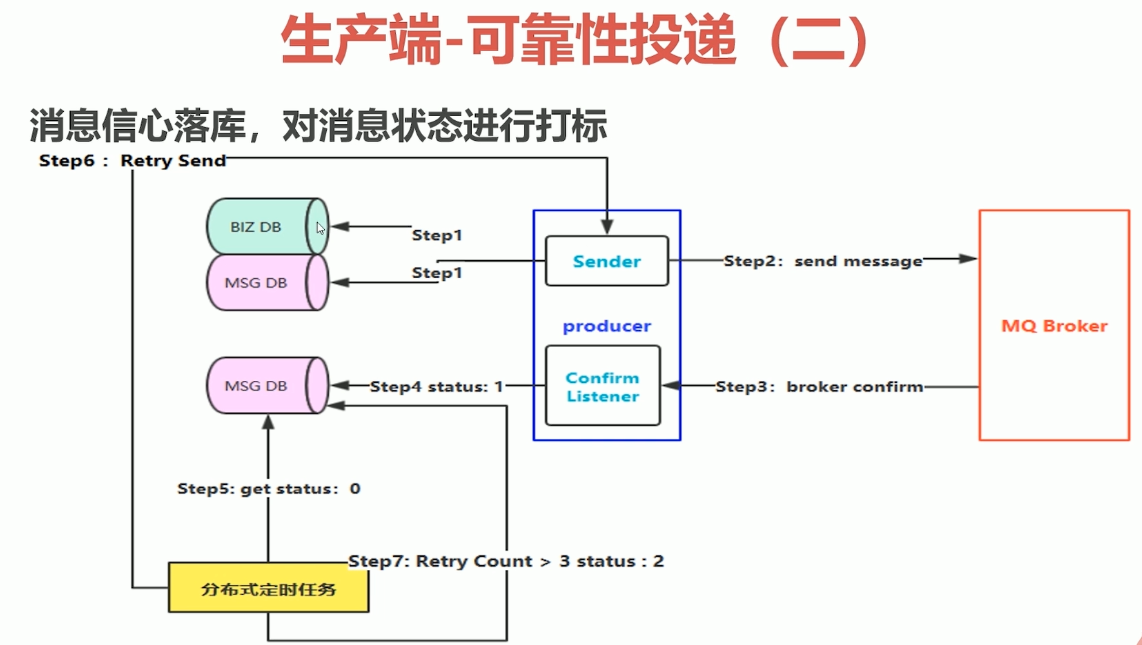 生产端-可靠性投递（二）
消息信心落库，对消息状态进行打标
Step6 ：Retry Send
BIZ DB
Step1
MSG DB
Step1
Sender
Step2：send message
producer
MQ Broker
MSG DB
Step4 status: 1
Confirm
Listener
Step3：broker confirm
Step5: get status：0
Step7: Retry Count > 3 status : 2
分布式定时任务